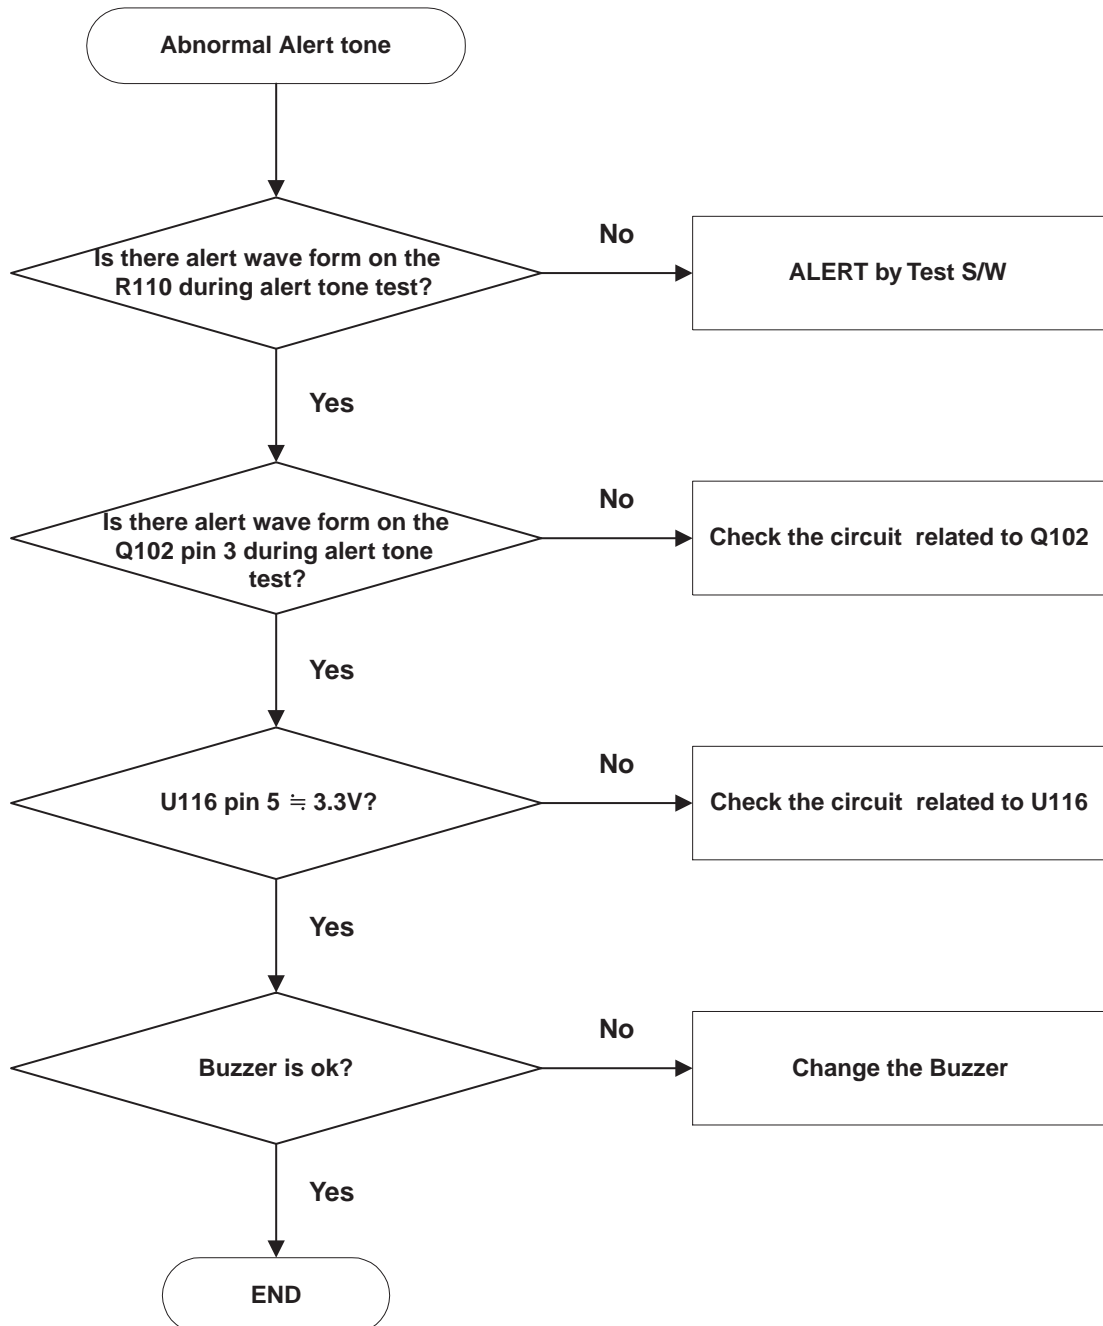 Abnormal Alert tone
Is there alert wave form on the
R110 during alert tone test?
No
ALERT by Test S/W
Yes
Is there alert wave form on the
Q102 pin 3 during alert tone
test?
No
Check the circuit  related to Q102
Yes
U116 pin 5 ≒ 3.3V?
No
Check the circuit  related to U116
Yes
Buzzer is ok?
No
Change the Buzzer
Yes
END